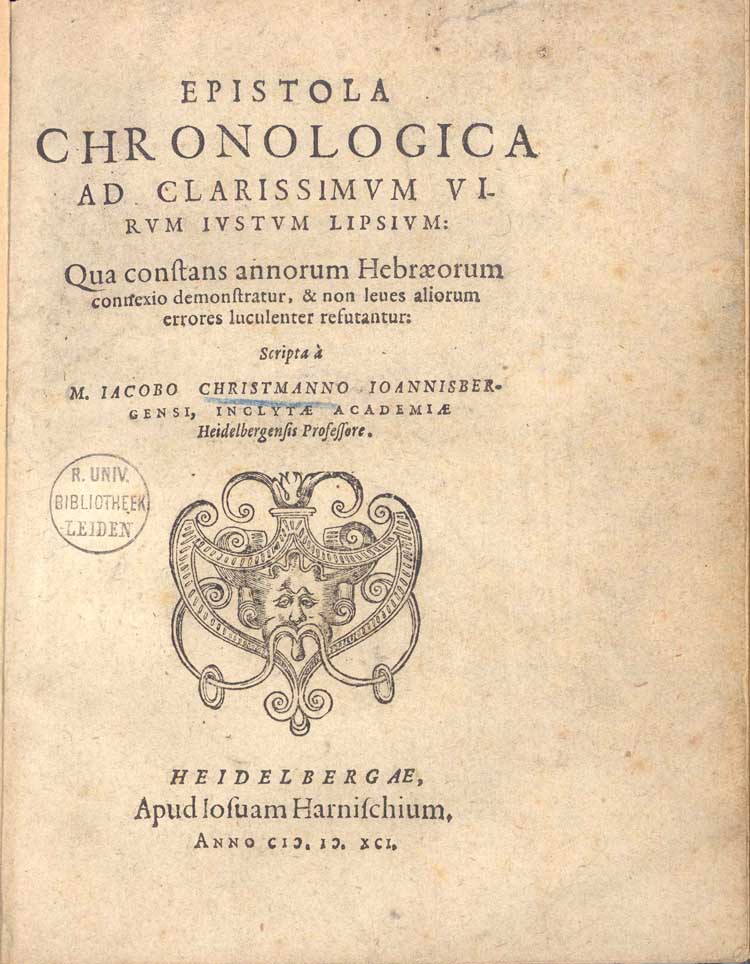 EPISTOLA
CHRONOLOGICA
AD CLARISSIMVM VI-
RVM IVSTVM LIPSIVM:
Qua conſtans annorum Hebræorum
connexio demonſtratur, & non leues aliorum
errores luculenter refutantur:
Scripta à
M. IACOBO CHRISTMANNO IOANNISBER-
GENSI, INCLYTÆ ACADEMIÆ
Heidelbergenſis Profeſſore.
R. UNIV.
BIBLIOTHEEK
LEIDEN
HEIDELBERGAE,
Apud Ioſuam Harniſchium,
ANNO CIↃ. IↃ. XCI.